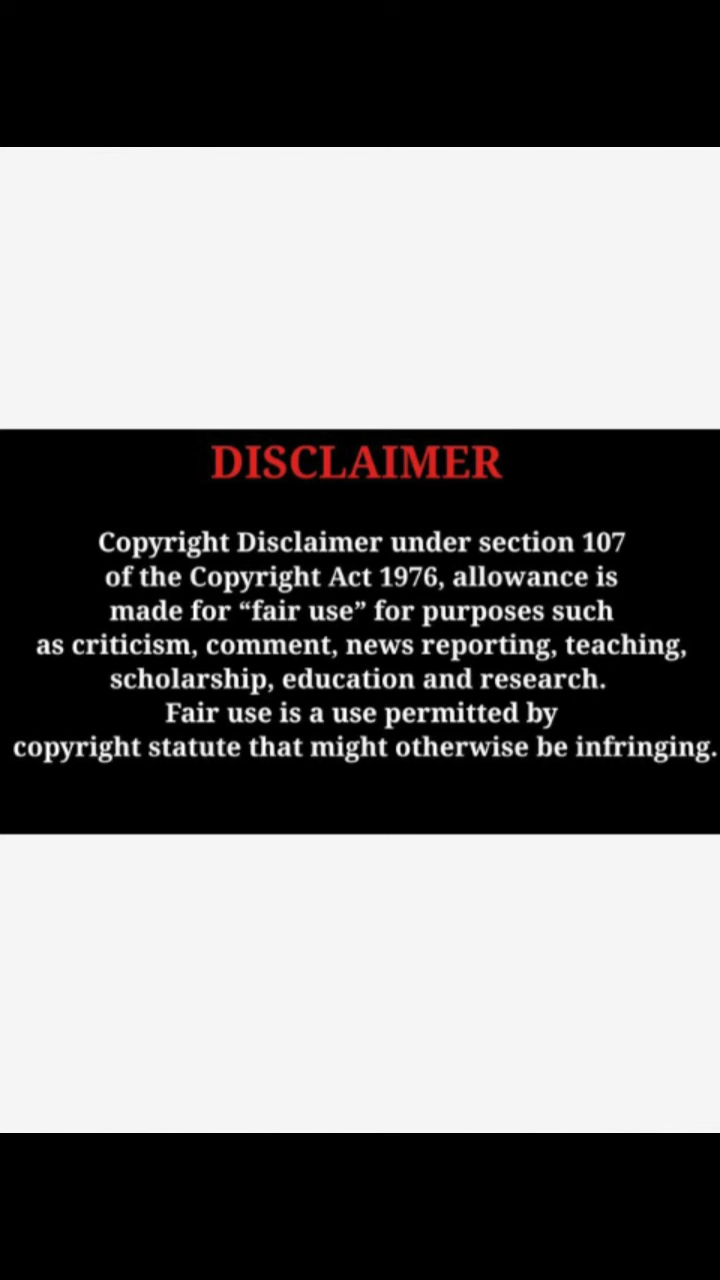 DISCLAIMER
Copyright Disclaimer under section 107
of the Copyright Act 1976, allowance is
made for “fair use” for purposes such
as criticism, comment, news reporting, teaching,
scholarship, education and research.
Fair use is a use permitted by
copyright statute that might otherwise be infringing.